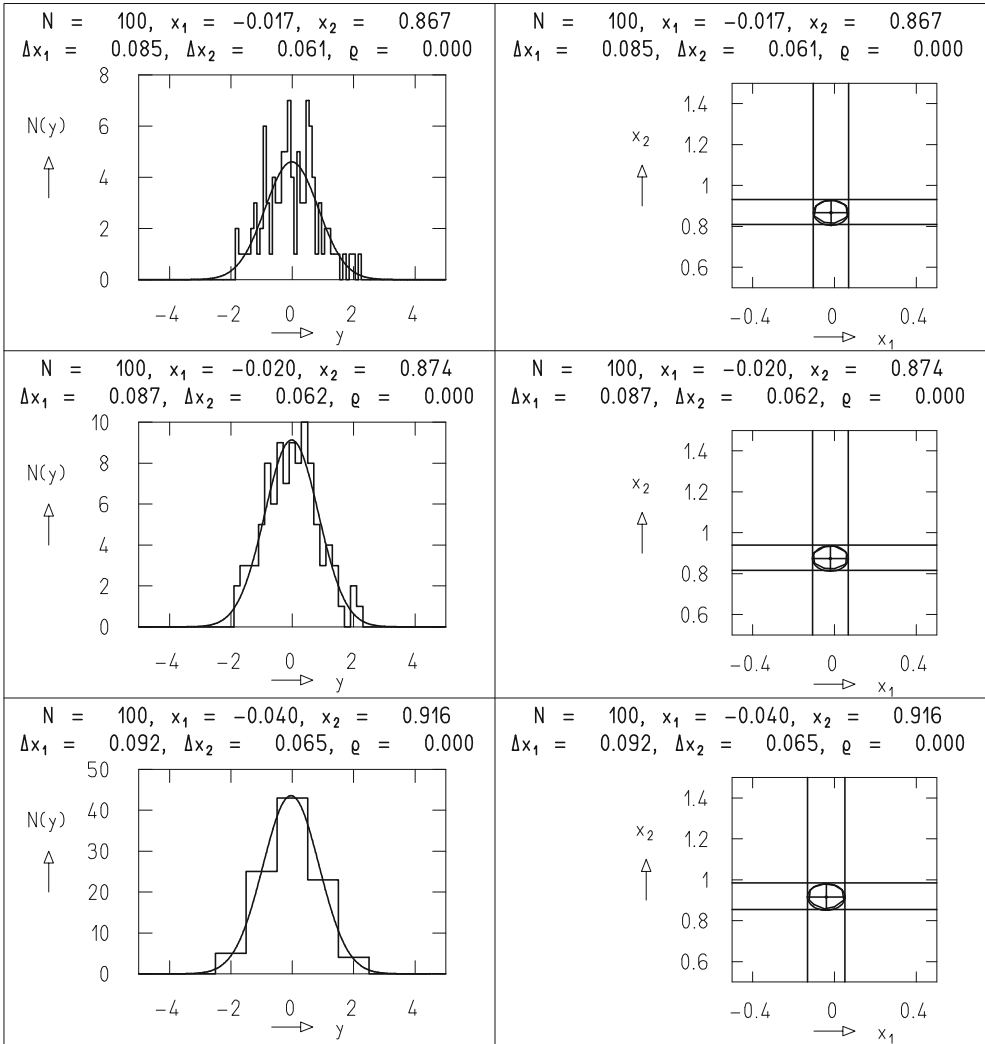 N = 100, x₁ = −0.017, x₂ = 0.867
Δx₁ = 0.085, Δx₂ = 0.061, ϱ = 0.000
8
N(y) 6
4
2
0
−4 −2 0 2 4
y
N = 100, x₁ = −0.017, x₂ = 0.867
Δx₁ = 0.085, Δx₂ = 0.061, ϱ = 0.000
x₂ 1.4
1.2
1
0.8
0.6
−0.4 0 0.4
x₁
N = 100, x₁ = −0.020, x₂ = 0.874
Δx₁ = 0.087, Δx₂ = 0.062, ϱ = 0.000
10
N(y) 8
6
4
2
0
−4 −2 0 2 4
y
N = 100, x₁ = −0.020, x₂ = 0.874
Δx₁ = 0.087, Δx₂ = 0.062, ϱ = 0.000
x₂ 1.4
1.2
1
0.8
0.6
−0.4 0 0.4
x₁
N = 100, x₁ = −0.040, x₂ = 0.916
Δx₁ = 0.092, Δx₂ = 0.065, ϱ = 0.000
50
N(y) 40
30
20
10
0
−4 −2 0 2 4
y
N = 100, x₁ = −0.040, x₂ = 0.916
Δx₁ = 0.092, Δx₂ = 0.065, ϱ = 0.000
x₂ 1.4
1.2
1
0.8
0.6
−0.4 0 0.4
x₁